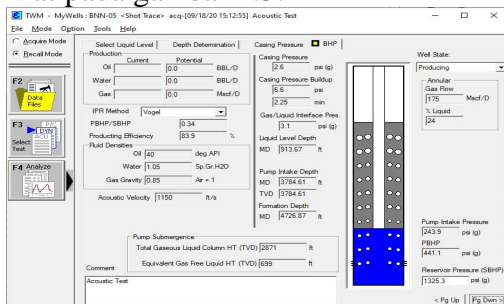 TWM - MyWells: BNN-05 <Shot Trace> acq-[09/18/20 15:12:55] Acoustic Test
File Mode Option Tools Help
Acquire Mode
Recall Mode
F2
Data Files
F3
Select Test
F4 Analyze
Select Liquid Level Depth Determination Casing Pressure BHP
Production
Current Potential
Oil 0.0 BBL/D
Water 0.0 BBL/D
Gas 0.0 Mscf/D
IPR Method Vogel
PBHP/SBHP 0.34
Producing Efficiency 83.9 %
Fluid Densities
Oil 40 deg.API
Water 1.05 Sp.Gr.H2O
Gas Gravity 0.85 Air = 1
Acoustic Velocity 1150 ft/s
Casing Pressure
2.6 psi (g)
Casing Pressure Buildup
6.6 psi
2.25 min
Gas/Liquid Interface Pres.
3.1 psi (g)
Liquid Level Depth
MD 913.67 ft
Pump Intake Depth
MD 3784.61 ft
TVD 3784.61 ft
Formation Depth
MD 4726.87 ft
Pump Submergence
Total Gaseous Liquid Column HT (TVD) 2871 ft
Equivalent Gas Free Liquid HT (TVD) 699 ft
Comment
Acoustic Test
Well State:
Producing
Annular
Gas Flow
175 Mscf/D
% Liquid
24
Pump Intake Pressure
243.9 psi (g)
PBHP
441.1 psi (g)
Reservoir Pressure (SBHP)
1325.3 psi (g)
< Pg Up Pg Dwn >